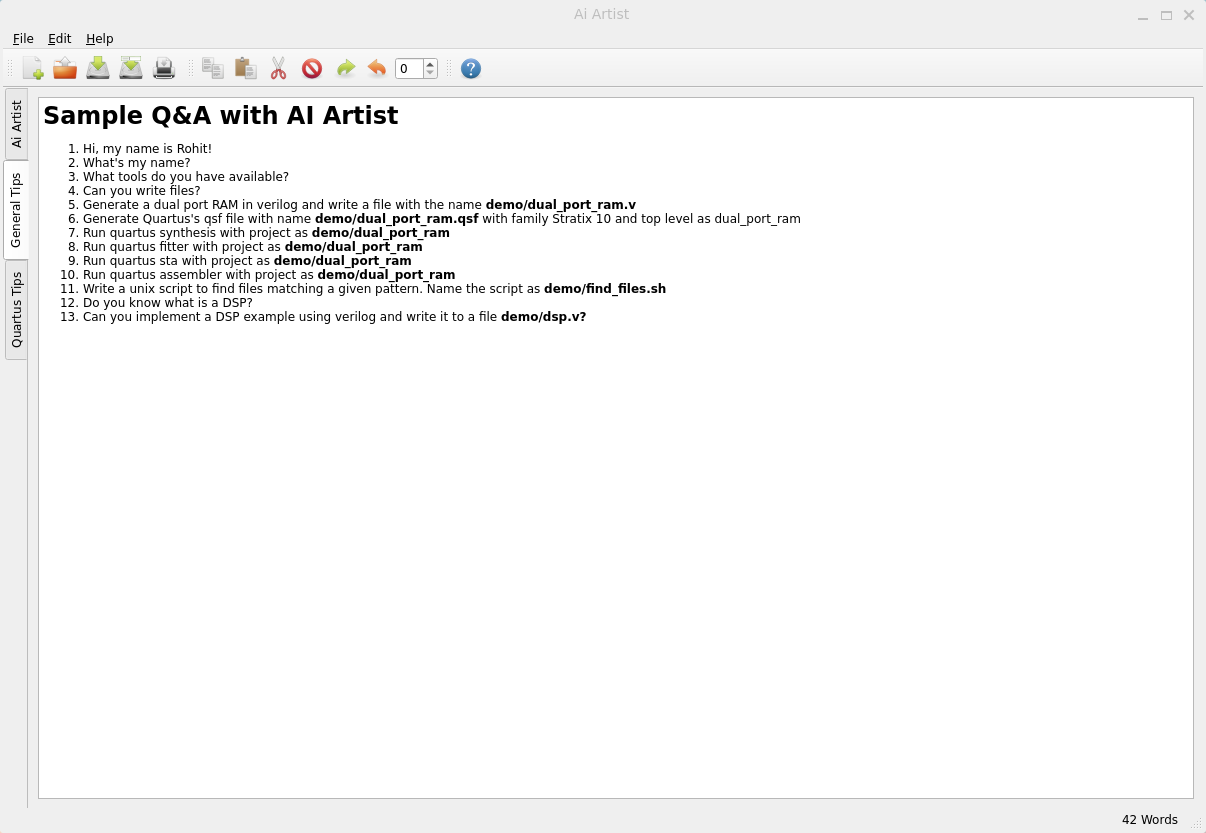 Ai Artist
File Edit Help
0
Ai Artist
General Tips
Quartus Tips
Sample Q&A with AI Artist
1. Hi, my name is Rohit!
2. What's my name?
3. What tools do you have available?
4. Can you write files?
5. Generate a dual port RAM in verilog and write a file with the name demo/dual_port_ram.v
6. Generate Quartus's qsf file with name demo/dual_port_ram.qsf with family Stratix 10 and top level as dual_port_ram
7. Run quartus synthesis with project as demo/dual_port_ram
8. Run quartus fitter with project as demo/dual_port_ram
9. Run quartus sta with project as demo/dual_port_ram
10. Run quartus assembler with project as demo/dual_port_ram
11. Write a unix script to find files matching a given pattern. Name the script as demo/find_files.sh
12. Do you know what is a DSP?
13. Can you implement a DSP example using verilog and write it to a file demo/dsp.v?
42 Words